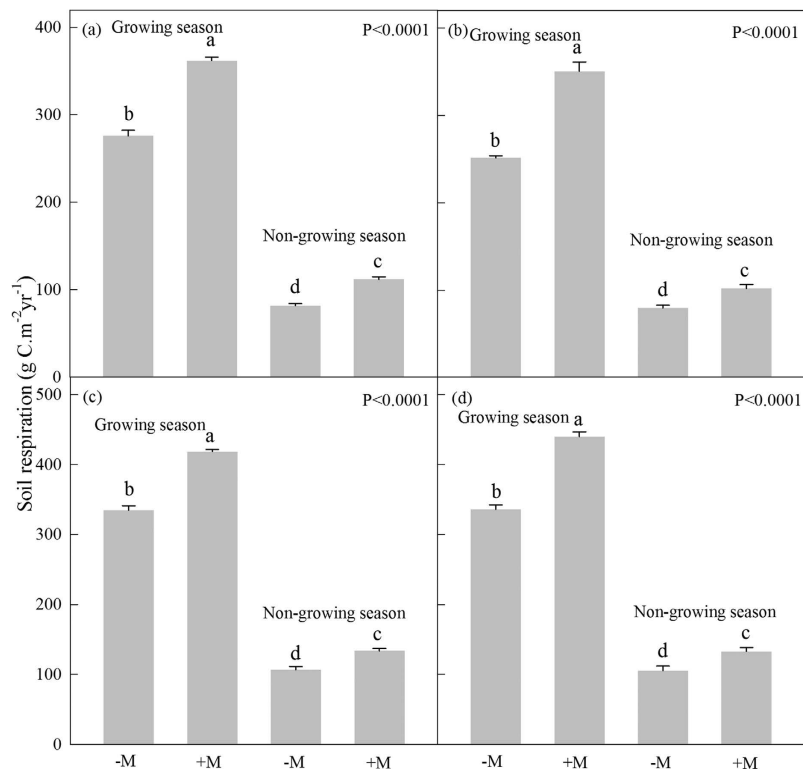 (a)
Growing season
P<0.0001
a
b
Non-growing season
d
c
(b)
Growing season
P<0.0001
a
b
Non-growing season
d
c
400
300
200
100
0
Soil respiration (g C.m⁻²yr⁻¹)
(c)
Growing season
P<0.0001
a
b
Non-growing season
d
c
(d)
Growing season
P<0.0001
a
b
Non-growing season
d
c
500
400
300
200
100
0
-M +M -M +M -M +M -M +M